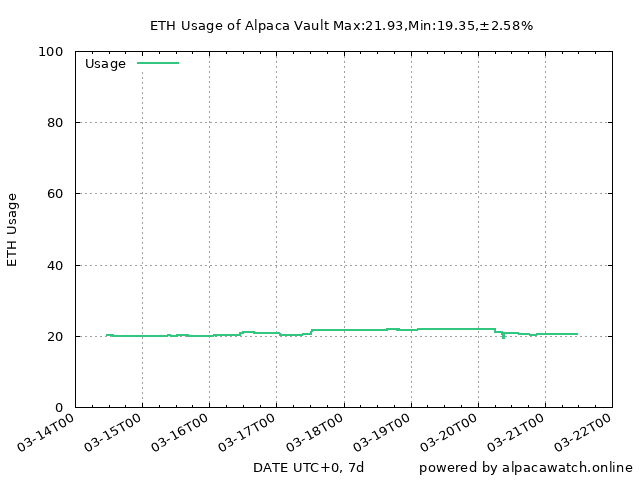 ETH Usage of Alpaca Vault Max:21.93,Min:19.35,±2.58%
Usage
100
80
60
40
20
0
ETH Usage
03-14T00
03-15T00
03-16T00
03-17T00
03-18T00
03-19T00
03-20T00
03-21T00
03-22T00
DATE UTC+0, 7d
powered by alpacawatch.online